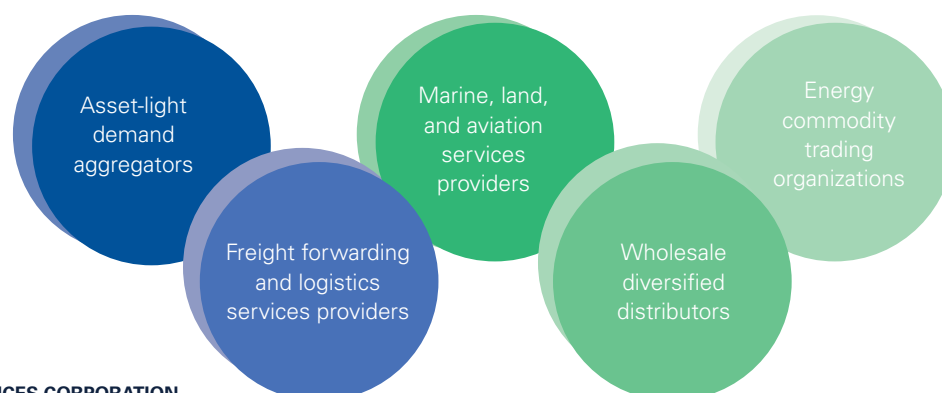 Asset-light
demand
aggregators
Freight forwarding
and logistics
services providers
Marine, land,
and aviation
services
providers
Wholesale
diversified
distributors
Energy
commodity
trading
organizations
CORPORATION